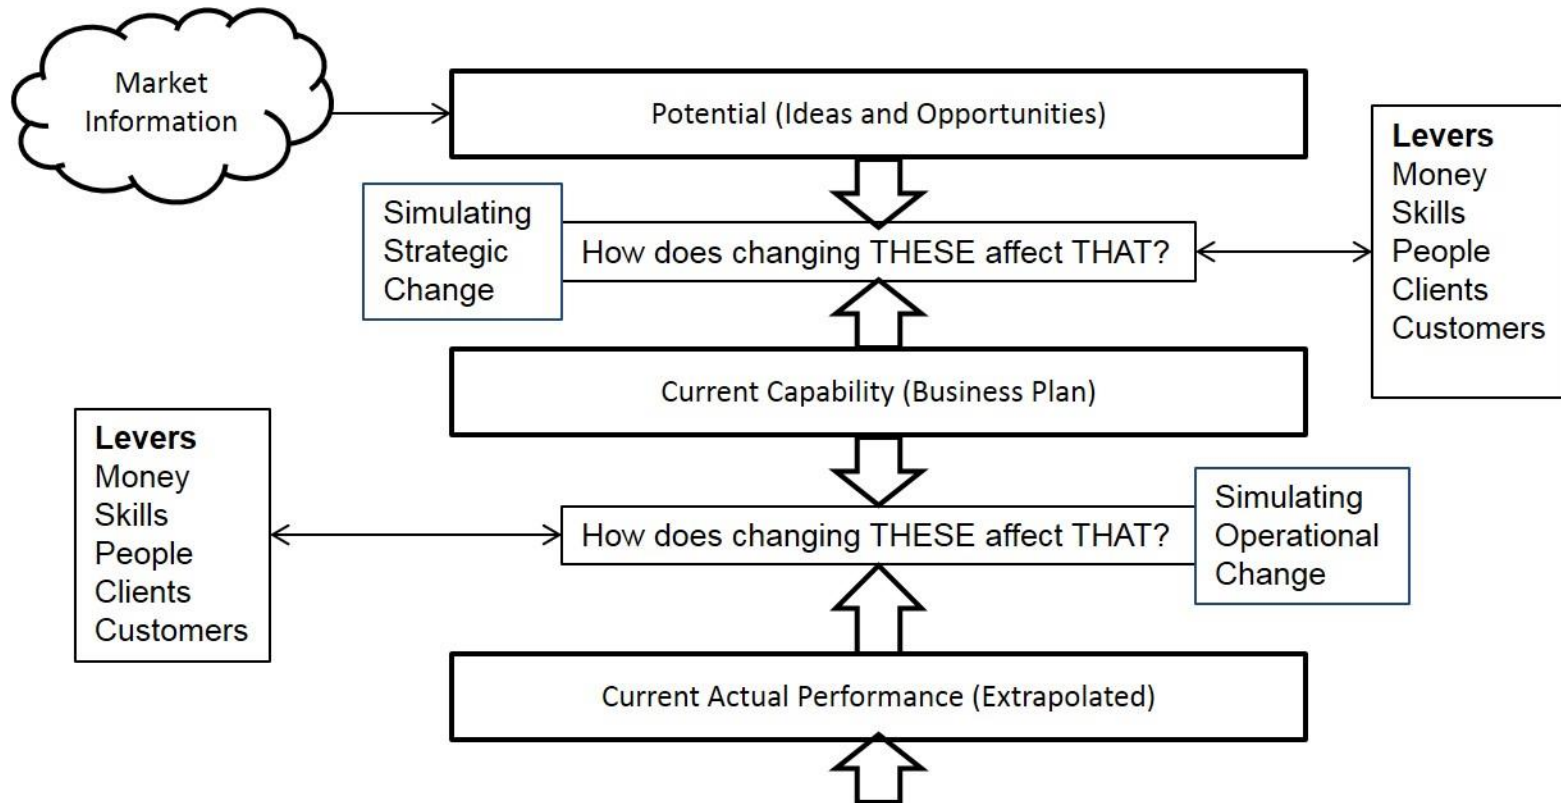 Market
Information
Potential (Ideas and Opportunities)
Levers
Money
Skills
People
Clients
Customers
Simulating
Strategic
Change
How does changing THESE affect THAT?
Current Capability (Business Plan)
Levers
Money
Skills
People
Clients
Customers
How does changing THESE affect THAT?
Simulating
Operational
Change
Current Actual Performance (Extrapolated)